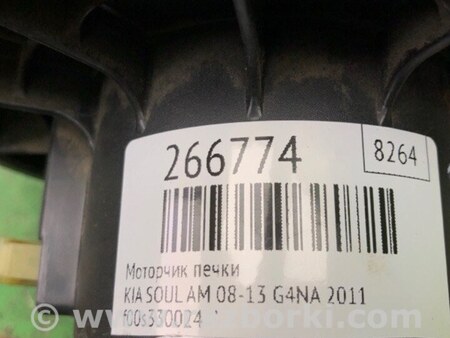 266774
8264
Моторчик печки
KIA SOUL AM 08-13 G4NA 2011
f00s330024